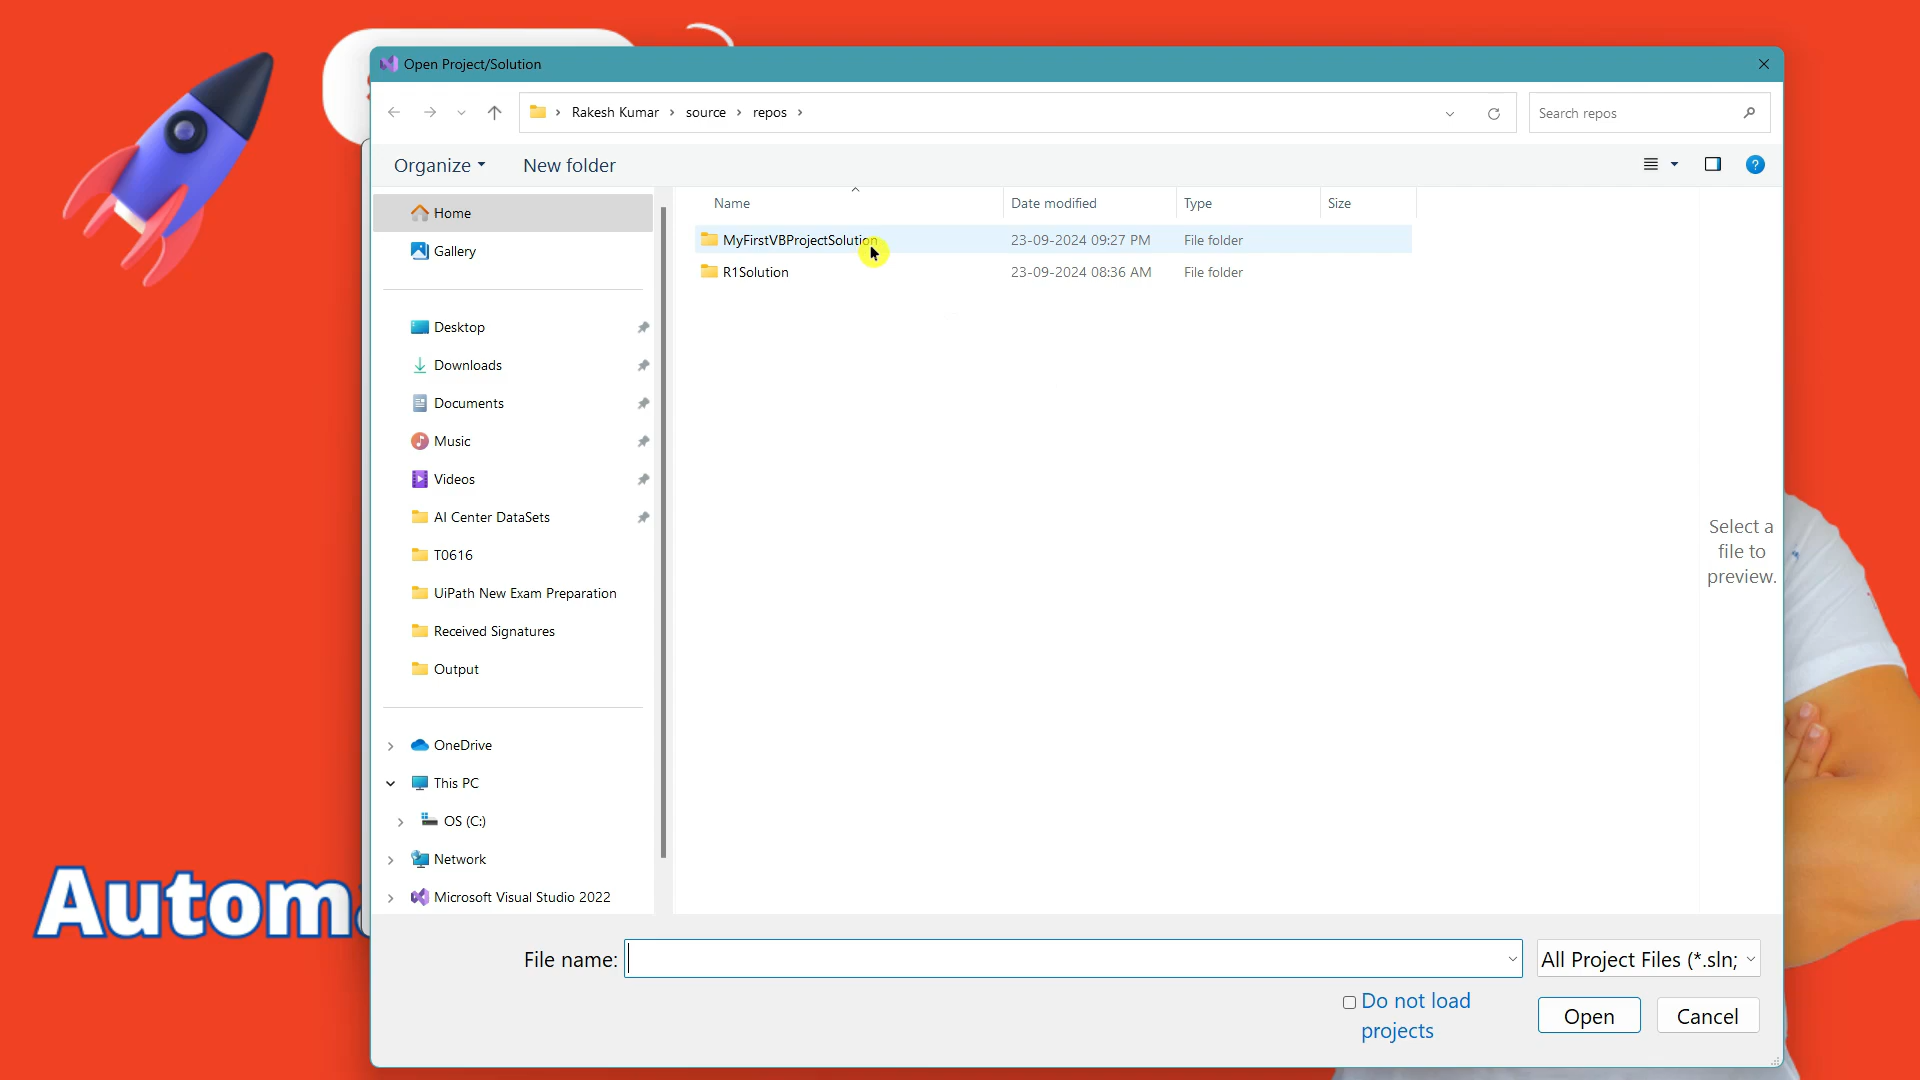 Open Project/Solution
Rakesh Kumar
source
repos
Search repos
Organize
New folder
Name
Date modified
Type
Size
Home
Gallery
MyFirstVBProjectSolution
23-09-2024 09:27 PM
File folder
R1Solution
23-09-2024 08:36 AM
File folder
Desktop
Downloads
Documents
Music
Videos
AI Center DataSets
T0616
UiPath New Exam Preparation
Received Signatures
Output
OneDrive
This PC
OS (C:)
Network
Microsoft Visual Studio 2022
Select a
file to
preview.
Autom
File name:
All Project Files (*.sln;
Do not load
projects
Open
Cancel